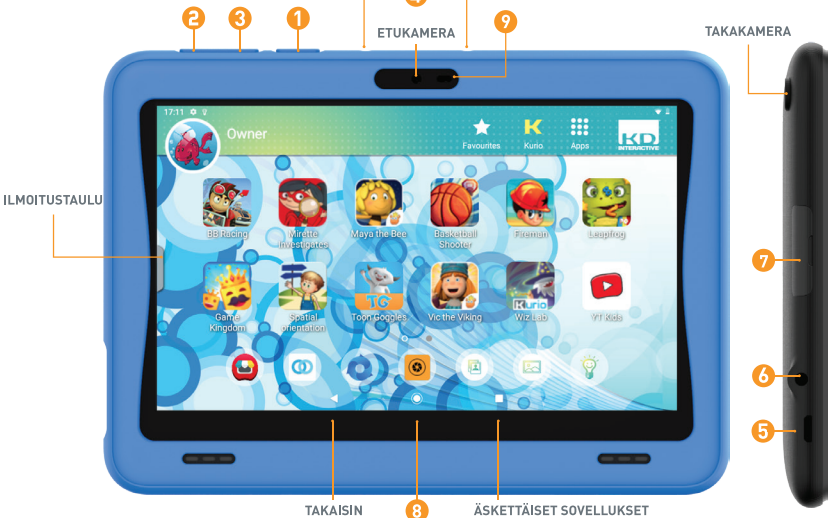 2 3 1
ETUKAMERA 9
TAKAKAMERA
17:11
Owner
Favourites Kurio Apps
K
KD
INTERACTIVE
ILMOITUSTAULU
BB Racing Mirette Investigates Maya the Bee Basketball Shooter Fireman Leapfrog
TG Kurio
Game Kingdom Spatial orientation Toon Goggles Vic the Viking Wiz Lab YT Kids
7
6
5
TAKAISIN 8 ÄSKETTÄISET SOVELLUKSET